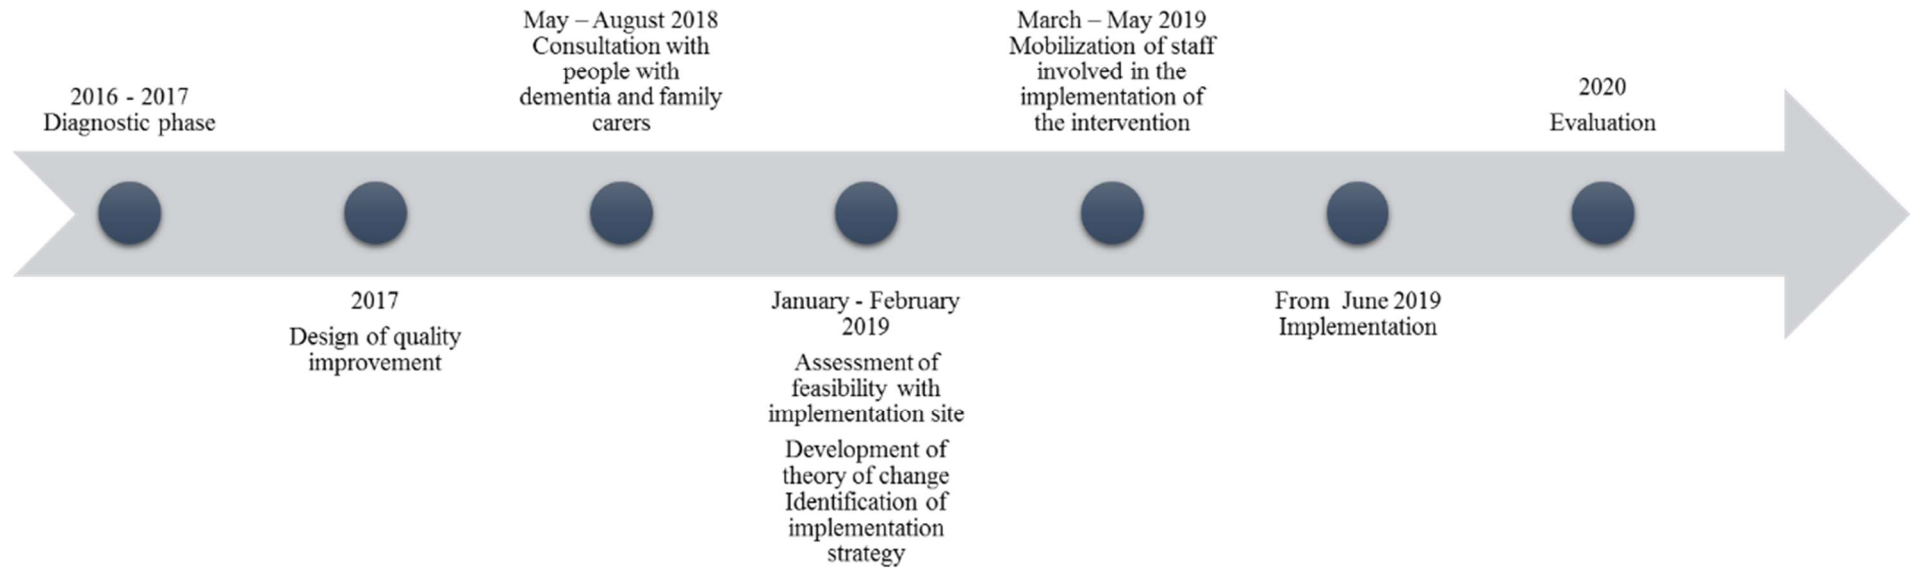 2016 - 2017
Diagnostic phase
2017
Design of quality
improvement
May – August 2018
Consultation with
people with
dementia and family
carers
January - February
2019
Assessment of
feasibility with
implementation site
Development of
theory of change
Identification of
implementation
strategy
March – May 2019
Mobilization of staff
involved in the
implementation of
the intervention
From June 2019
Implementation
2020
Evaluation